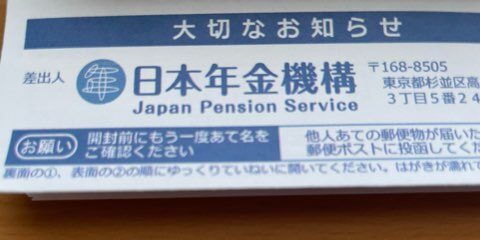 大切なお知らせ
差出人
日本年金機構
Japan Pension Service
〒168-8505
東京都杉並区高
3丁目5番24
お願い
開封前にもう一度あて名を
ご確認ください
他人あての郵便物が届いた
郵便ポストに投函してくだ
裏面の①、表面の②の順にゆっくりていねいに開いてください。はがきが濡れて